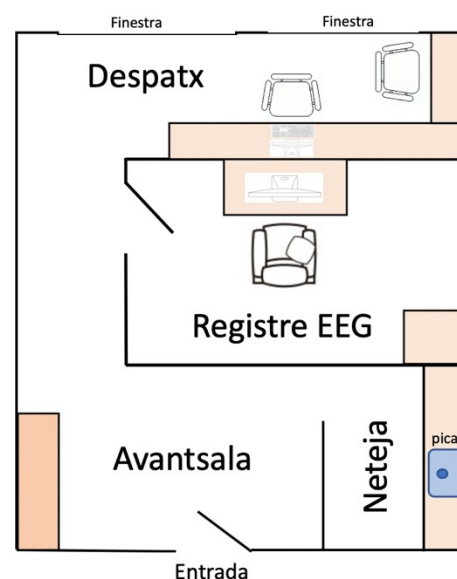 Finestra
Finestra
Despatx
Registre EEG
Avantsala
Neteja
pica
Entrada